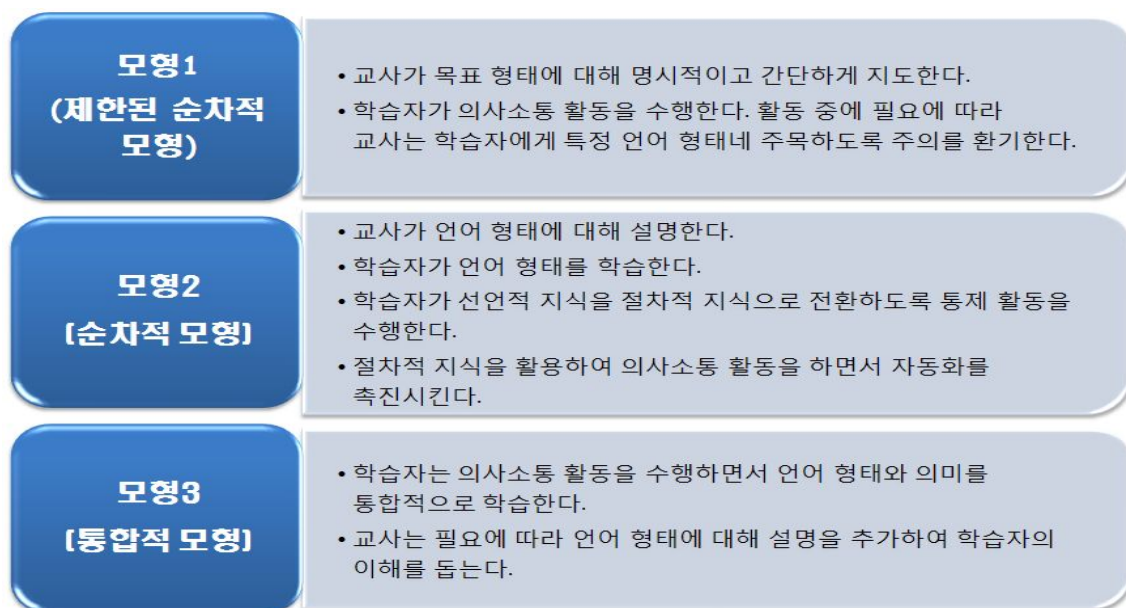 모형1
(제한된 순차적
모형)
• 교사가 목표 형태에 대해 명시적이고 간단하게 지도한다.
• 학습자가 의사소통 활동을 수행한다. 활동 중에 필요에 따라
교사는 학습자에게 특정 언어 형태네 주목하도록 주의를 환기한다.
모형2
(순차적 모형)
• 교사가 언어 형태에 대해 설명한다.
• 학습자가 언어 형태를 학습한다.
• 학습자가 선언적 지식을 절차적 지식으로 전환하도록 통제 활동을
수행한다.
• 절차적 지식을 활용하여 의사소통 활동을 하면서 자동화를
촉진시킨다.
모형3
(통합적 모형)
• 학습자는 의사소통 활동을 수행하면서 언어 형태와 의미를
통합적으로 학습한다.
• 교사는 필요에 따라 언어 형태에 대해 설명을 추가하여 학습자의
이해를 돕는다.